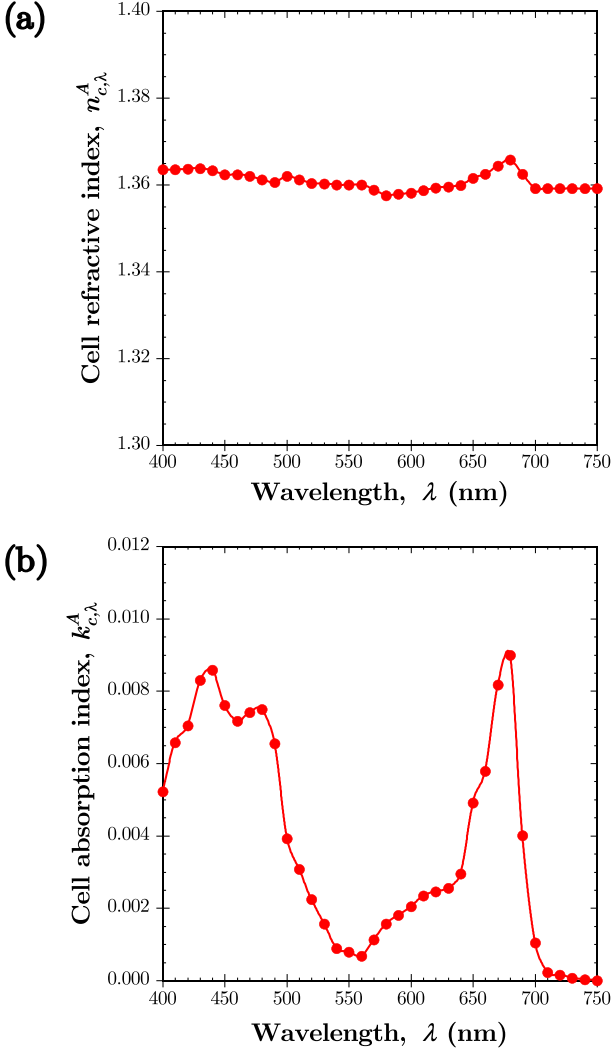 (a)
Cell refractive index, n^A_{c,λ}
1.40
1.38
1.36
1.34
1.32
1.30
400 450 500 550 600 650 700 750
Wavelength, λ (nm)
(b)
Cell absorption index, k^A_{c,λ}
0.012
0.010
0.008
0.006
0.004
0.002
0.000
400 450 500 550 600 650 700 750
Wavelength, λ (nm)